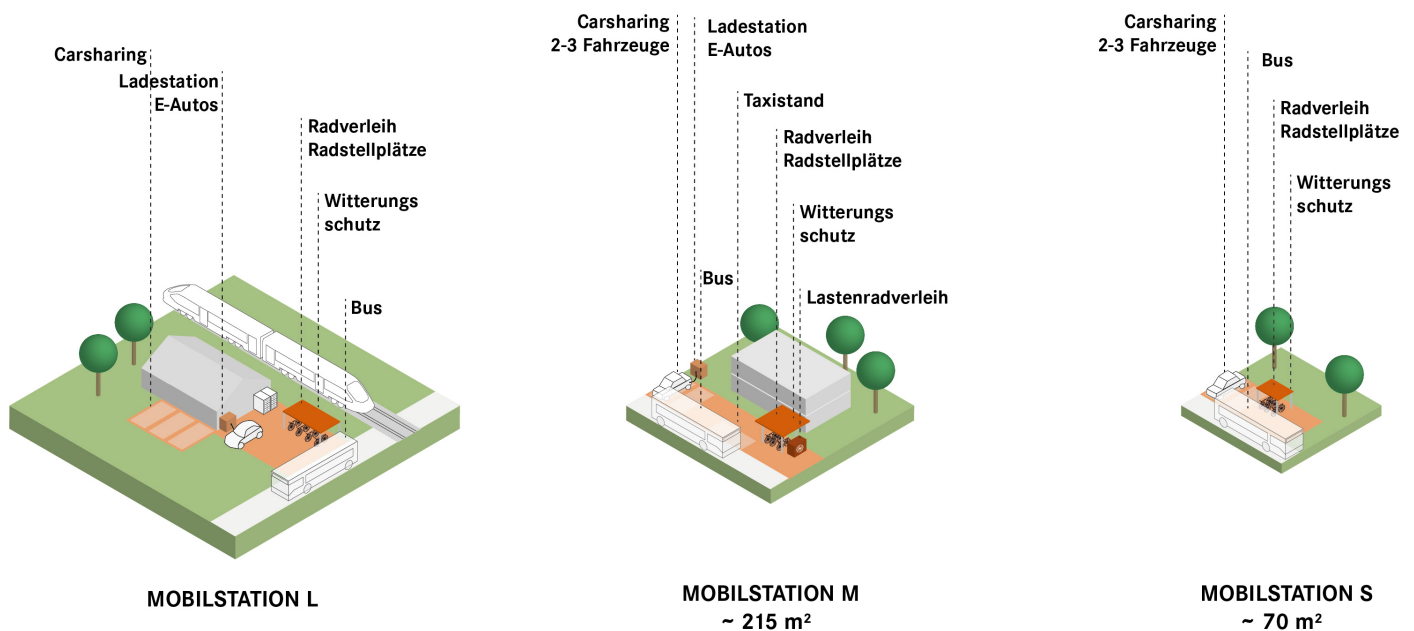 Carsharing
Ladestation
E-Autos
Radverleih
Radstellplätze
Witterungs
schutz
Bus
MOBILSTATION L
Carsharing
2-3 Fahrzeuge
Ladestation
E-Autos
Taxistand
Radverleih
Radstellplätze
Witterungs
schutz
Bus
Lastenradverleih
MOBILSTATION M
~ 215 m²
Carsharing
2-3 Fahrzeuge
Bus
Radverleih
Radstellplätze
Witterungs
schutz
MOBILSTATION S
~ 70 m²